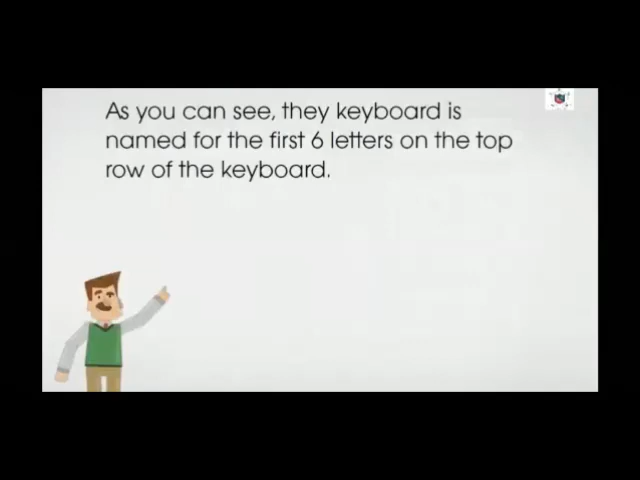 As you can see, they keyboard is
named for the first 6 letters on the top
row of the keyboard.